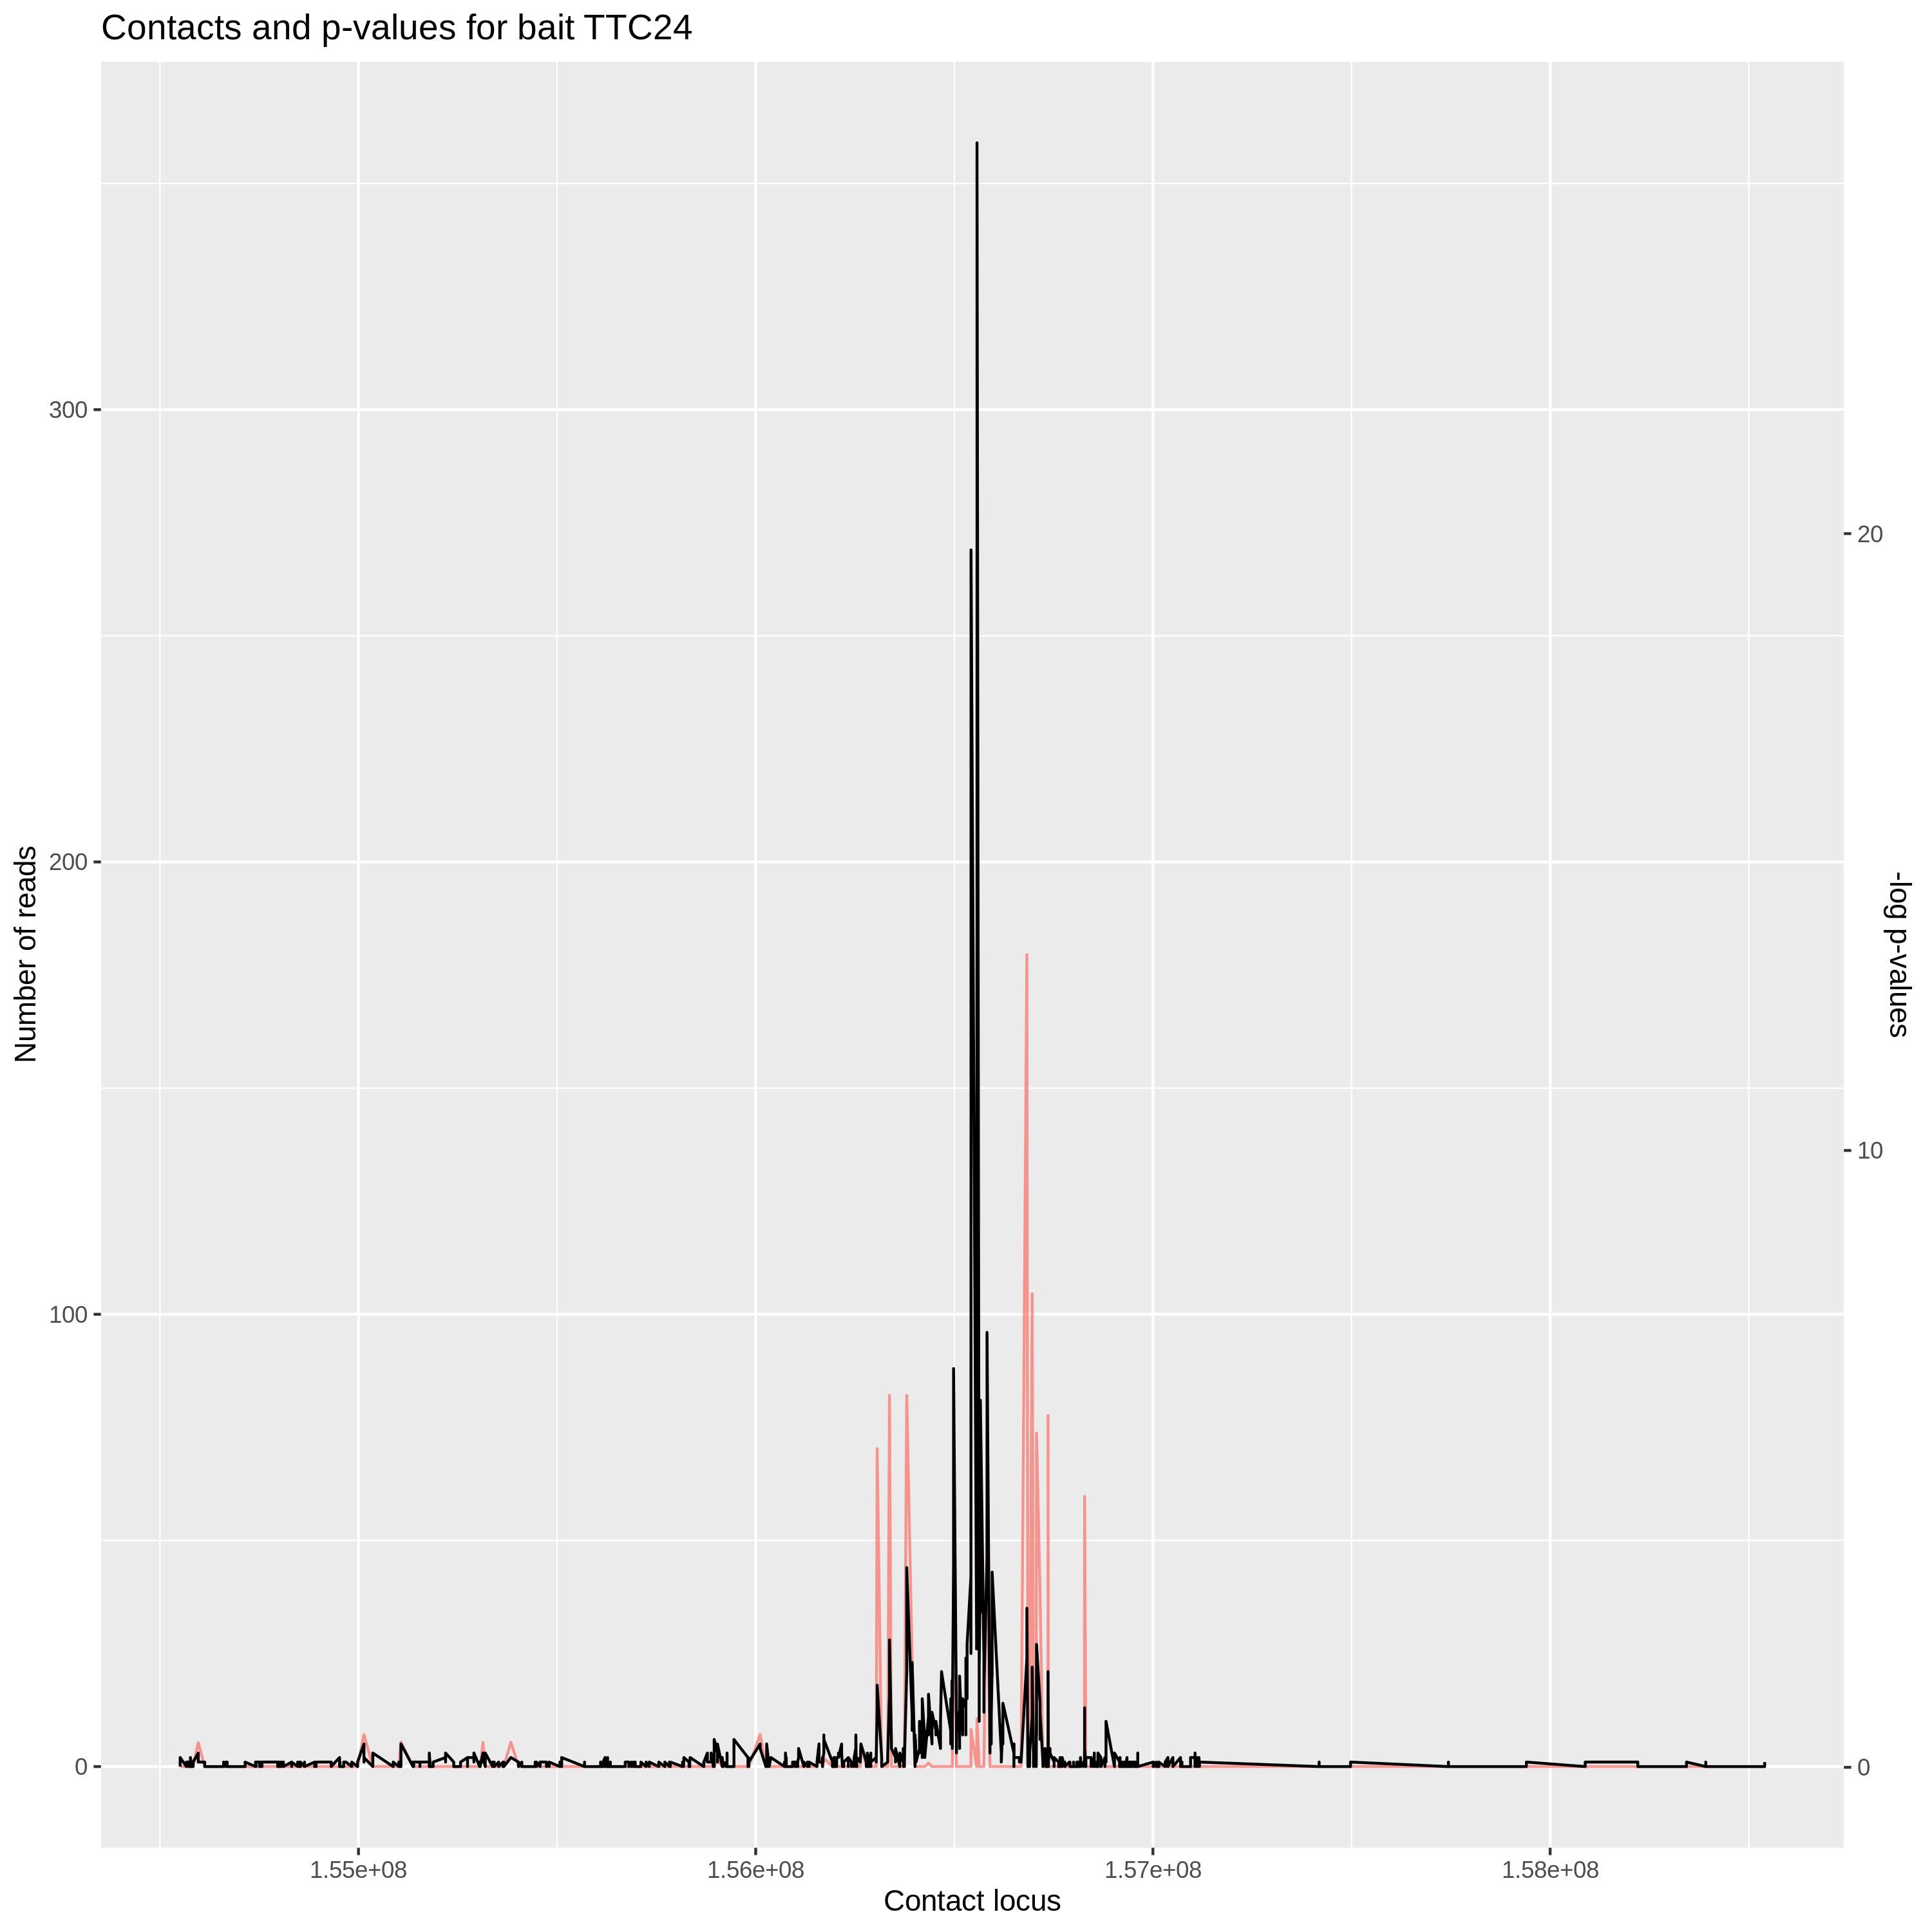 Contacts and p-values for bait TTC24
300
200
100
0
Number of reads
20
10
0
-log p-values
1.55e+08
1.56e+08
1.57e+08
1.58e+08
Contact locus